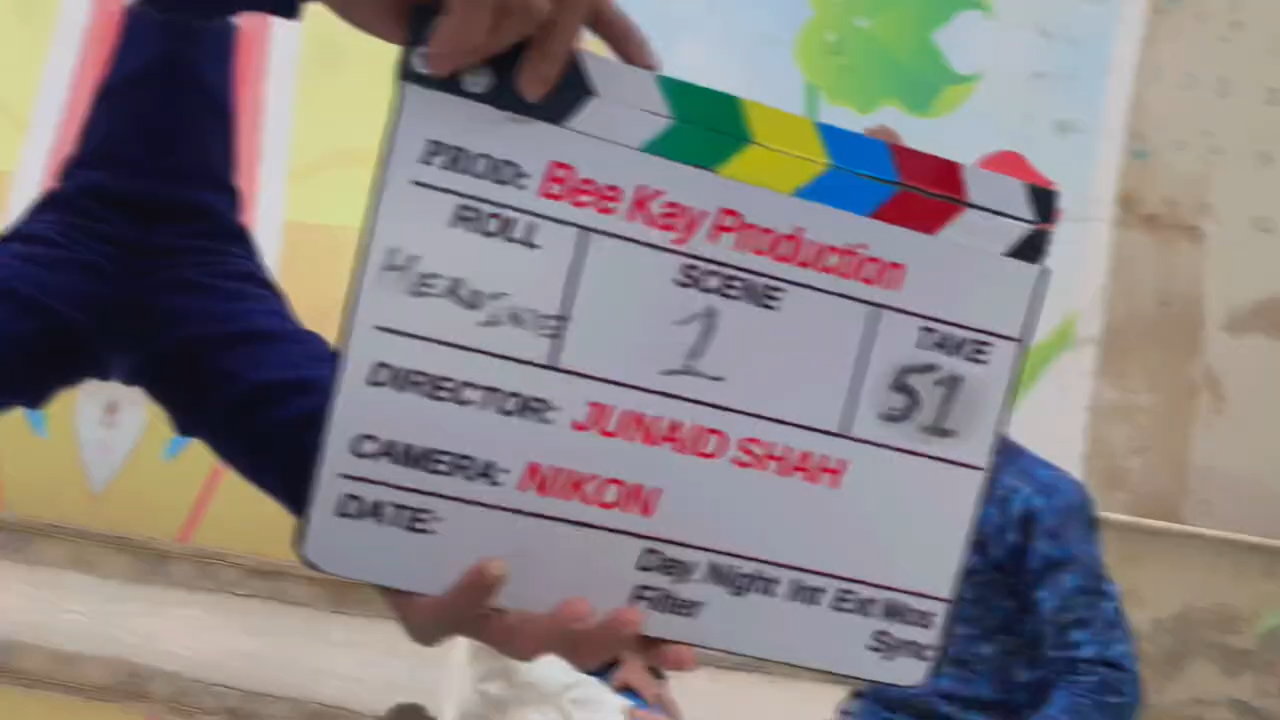 PROD: Bee Kay Production
ROLL
SCENE
1
TAKE
51
DIRECTOR: JUNAID SHAH
CAMERA: NIKON
DATE:
Day Night Int Ext Mos
Filter
Sync